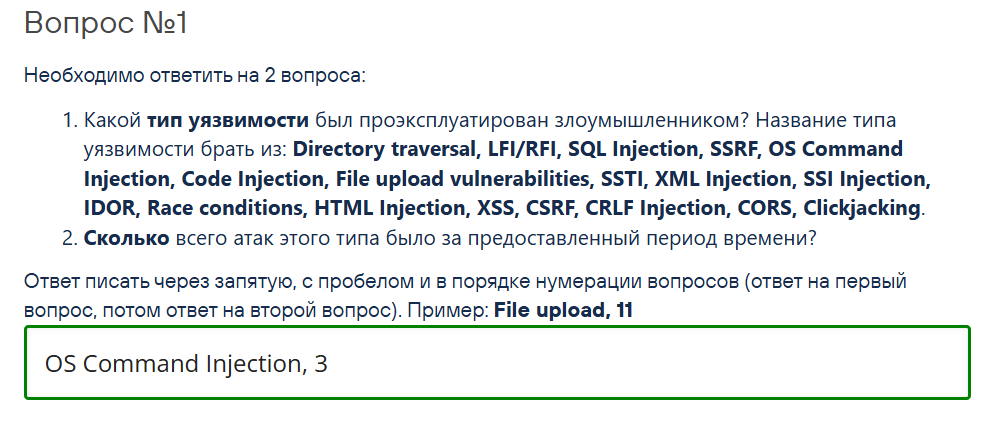 Вопрос №1
Необходимо ответить на 2 вопроса:
1. Какой тип уязвимости был проэксплуатирован злоумышленником? Название типа
уязвимости брать из: Directory traversal, LFI/RFI, SQL Injection, SSRF, OS Command
Injection, Code Injection, File upload vulnerabilities, SSTI, XML Injection, SSI Injection,
IDOR, Race conditions, HTML Injection, XSS, CSRF, CRLF Injection, CORS, Clickjacking.
2. Сколько всего атак этого типа было за предоставленный период времени?
Ответ писать через запятую, с пробелом и в порядке нумерации вопросов (ответ на первый
вопрос, потом ответ на второй вопрос). Пример: File upload, 11
OS Command Injection, 3